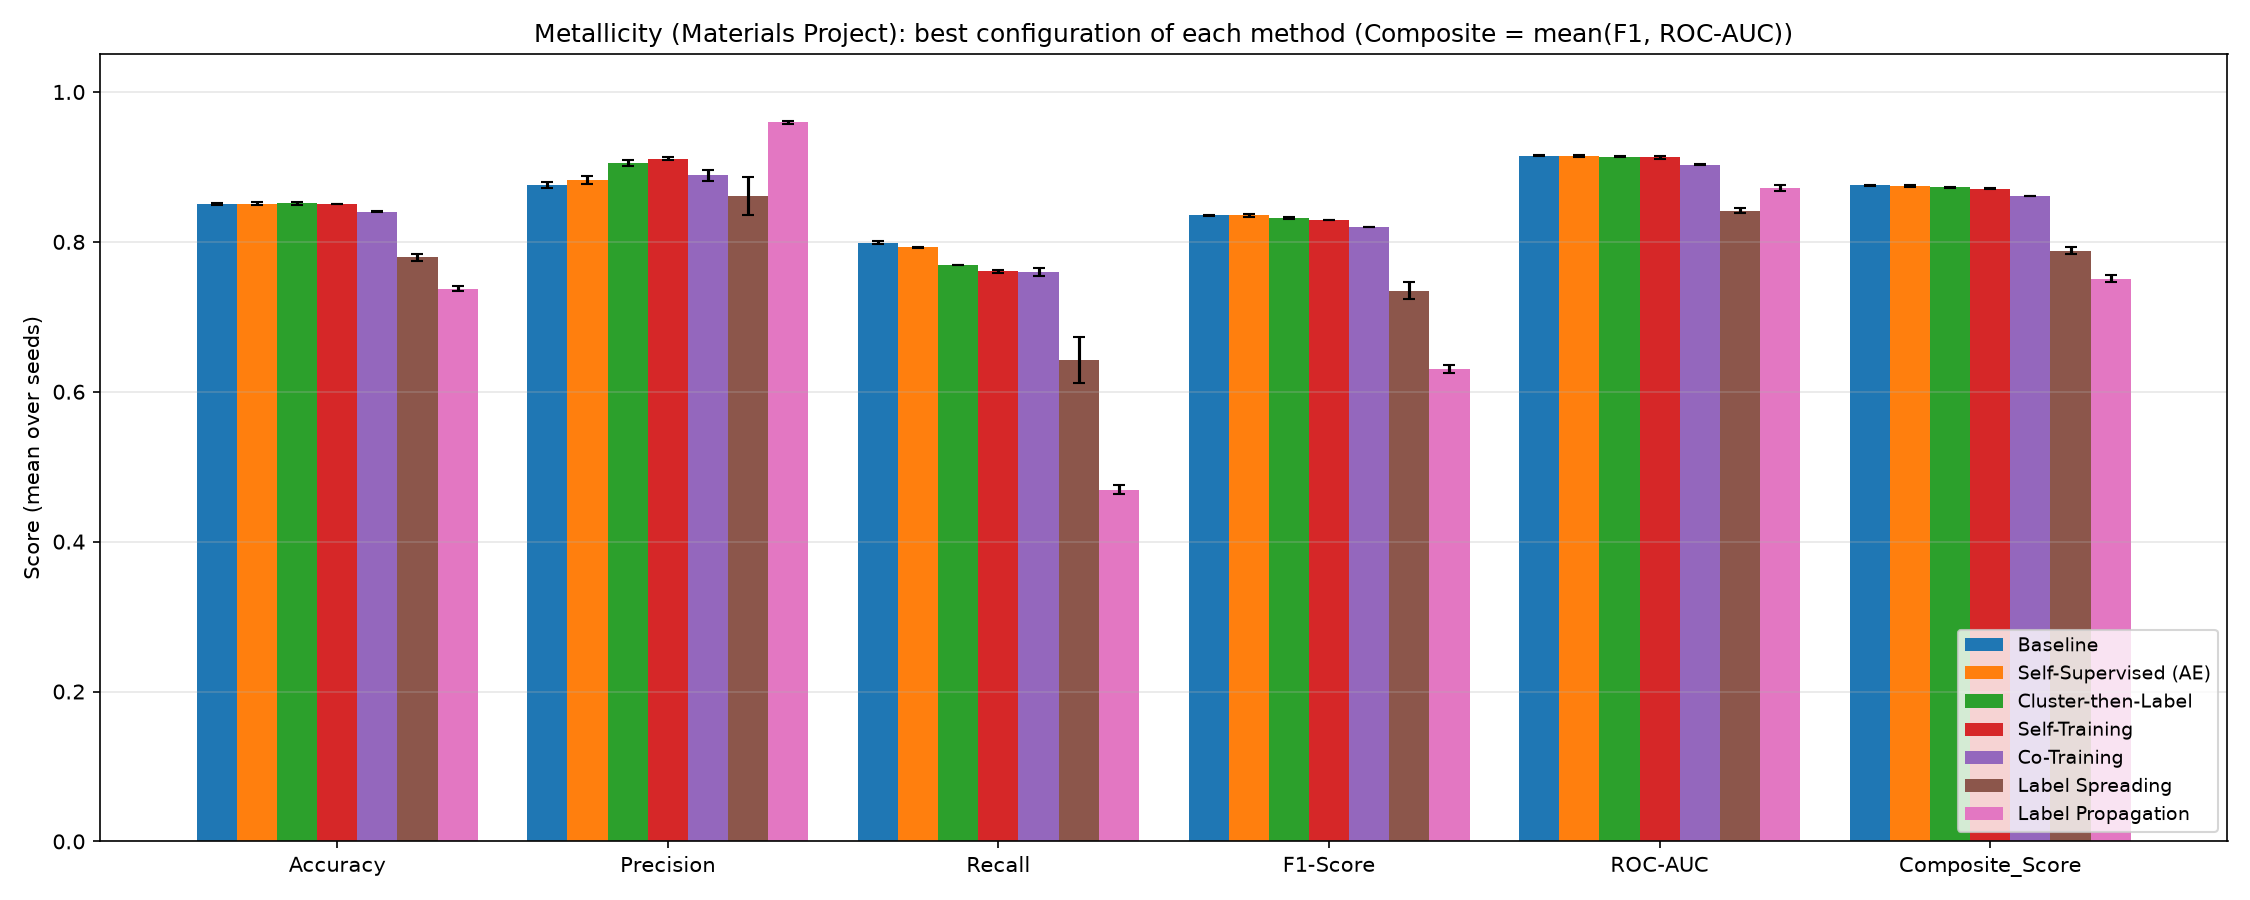 Metallicity (Materials Project): best configuration of each method (Composite = mean(F1, ROC-AUC))
Score (mean over seeds)
1.0
0.8
0.6
0.4
0.2
0.0
Accuracy
Precision
Recall
F1-Score
ROC-AUC
Composite_Score
Baseline
Self-Supervised (AE)
Cluster-then-Label
Self-Training
Co-Training
Label Spreading
Label Propagation